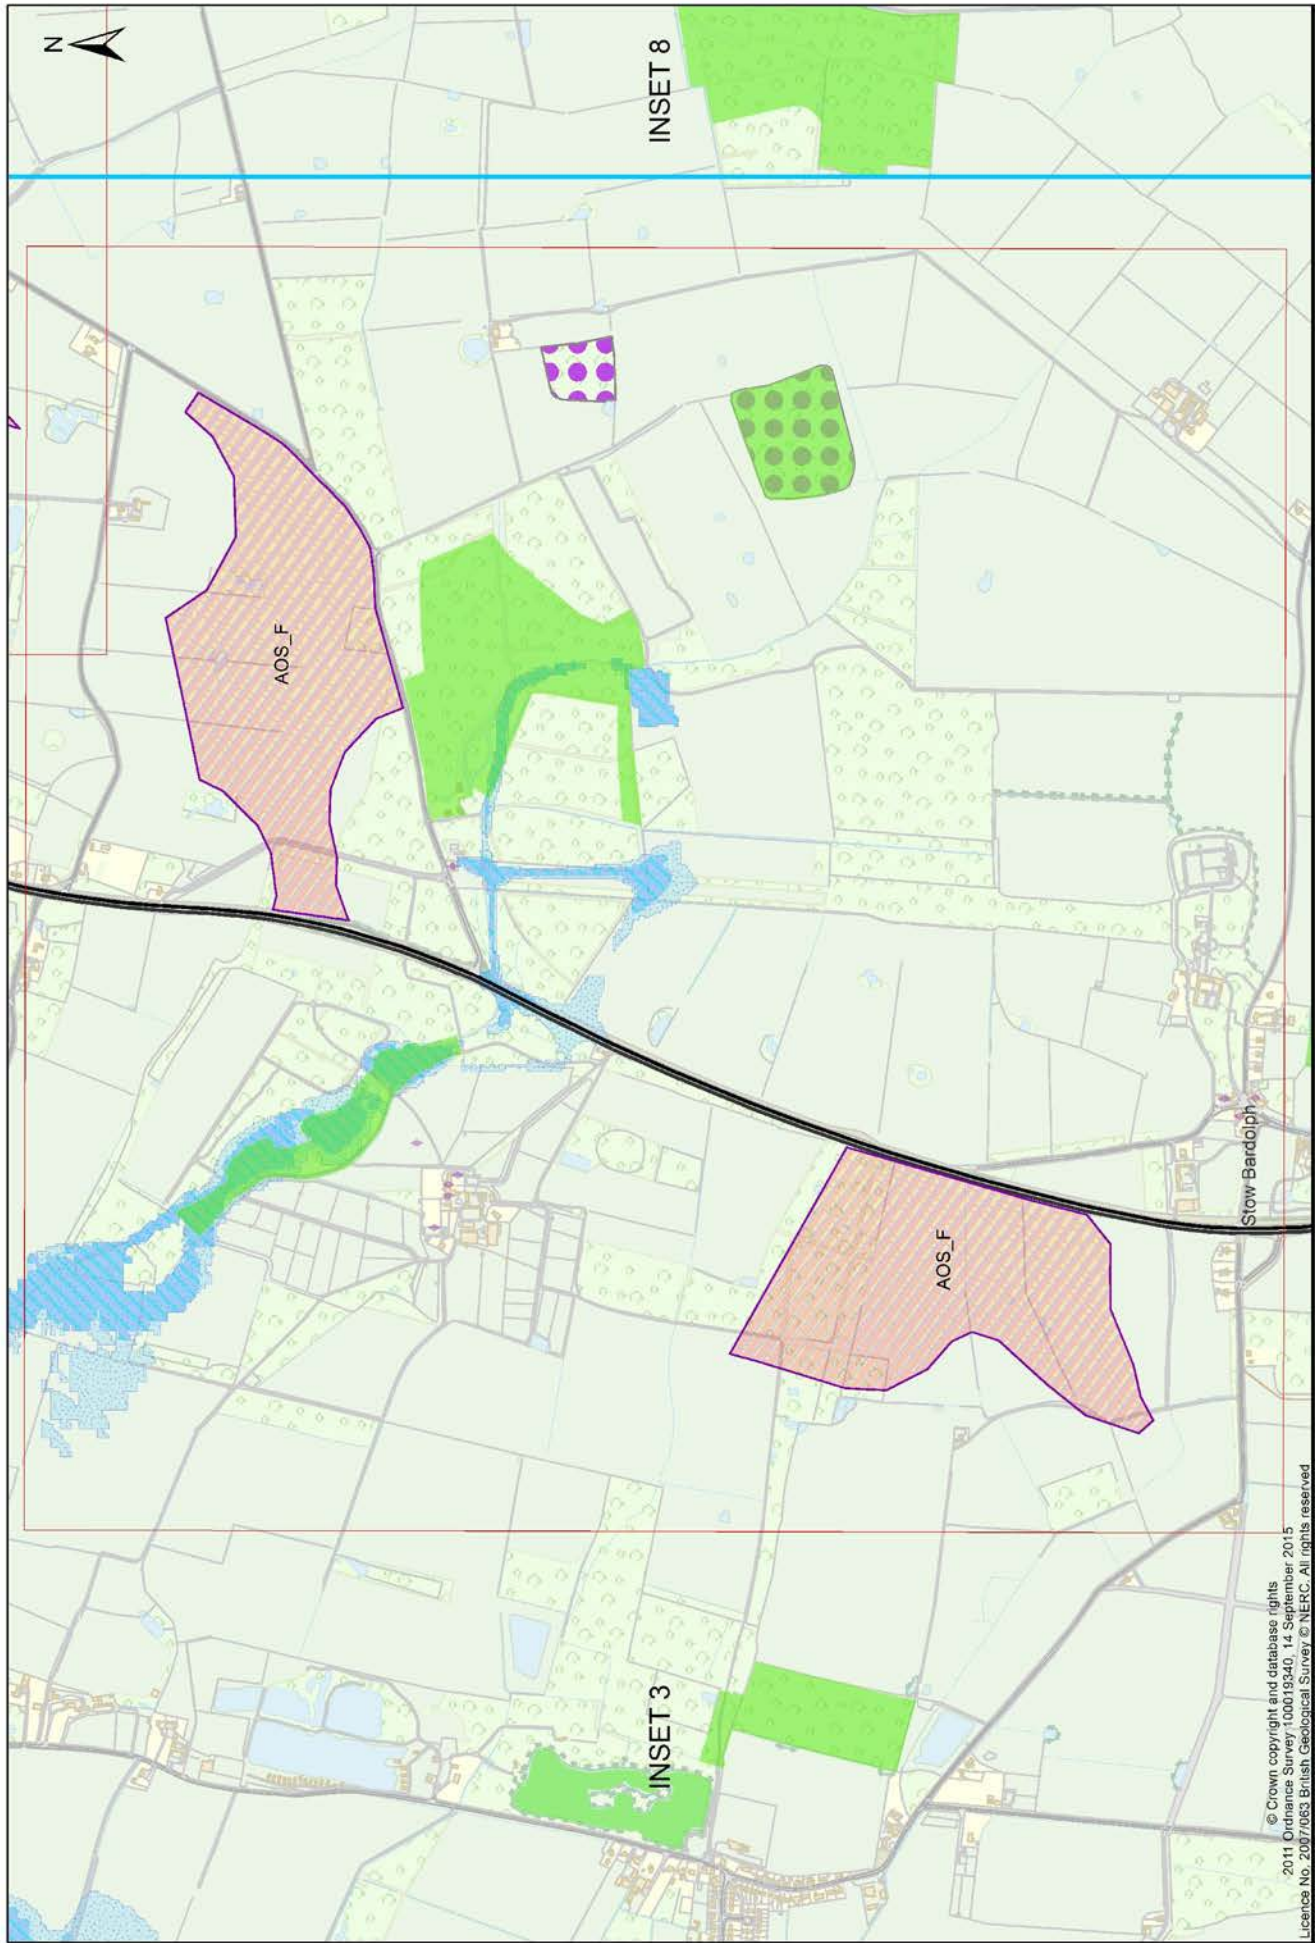 N
INSET 8
AOS_F
AOS_F
Stow Bardolph
INSET 3
© Crown copyright and database rights
2011 Ordnance Survey 100019340, 14 September 2015
Licence No. 2007/063 British Geological Survey © NERC. All rights reserved